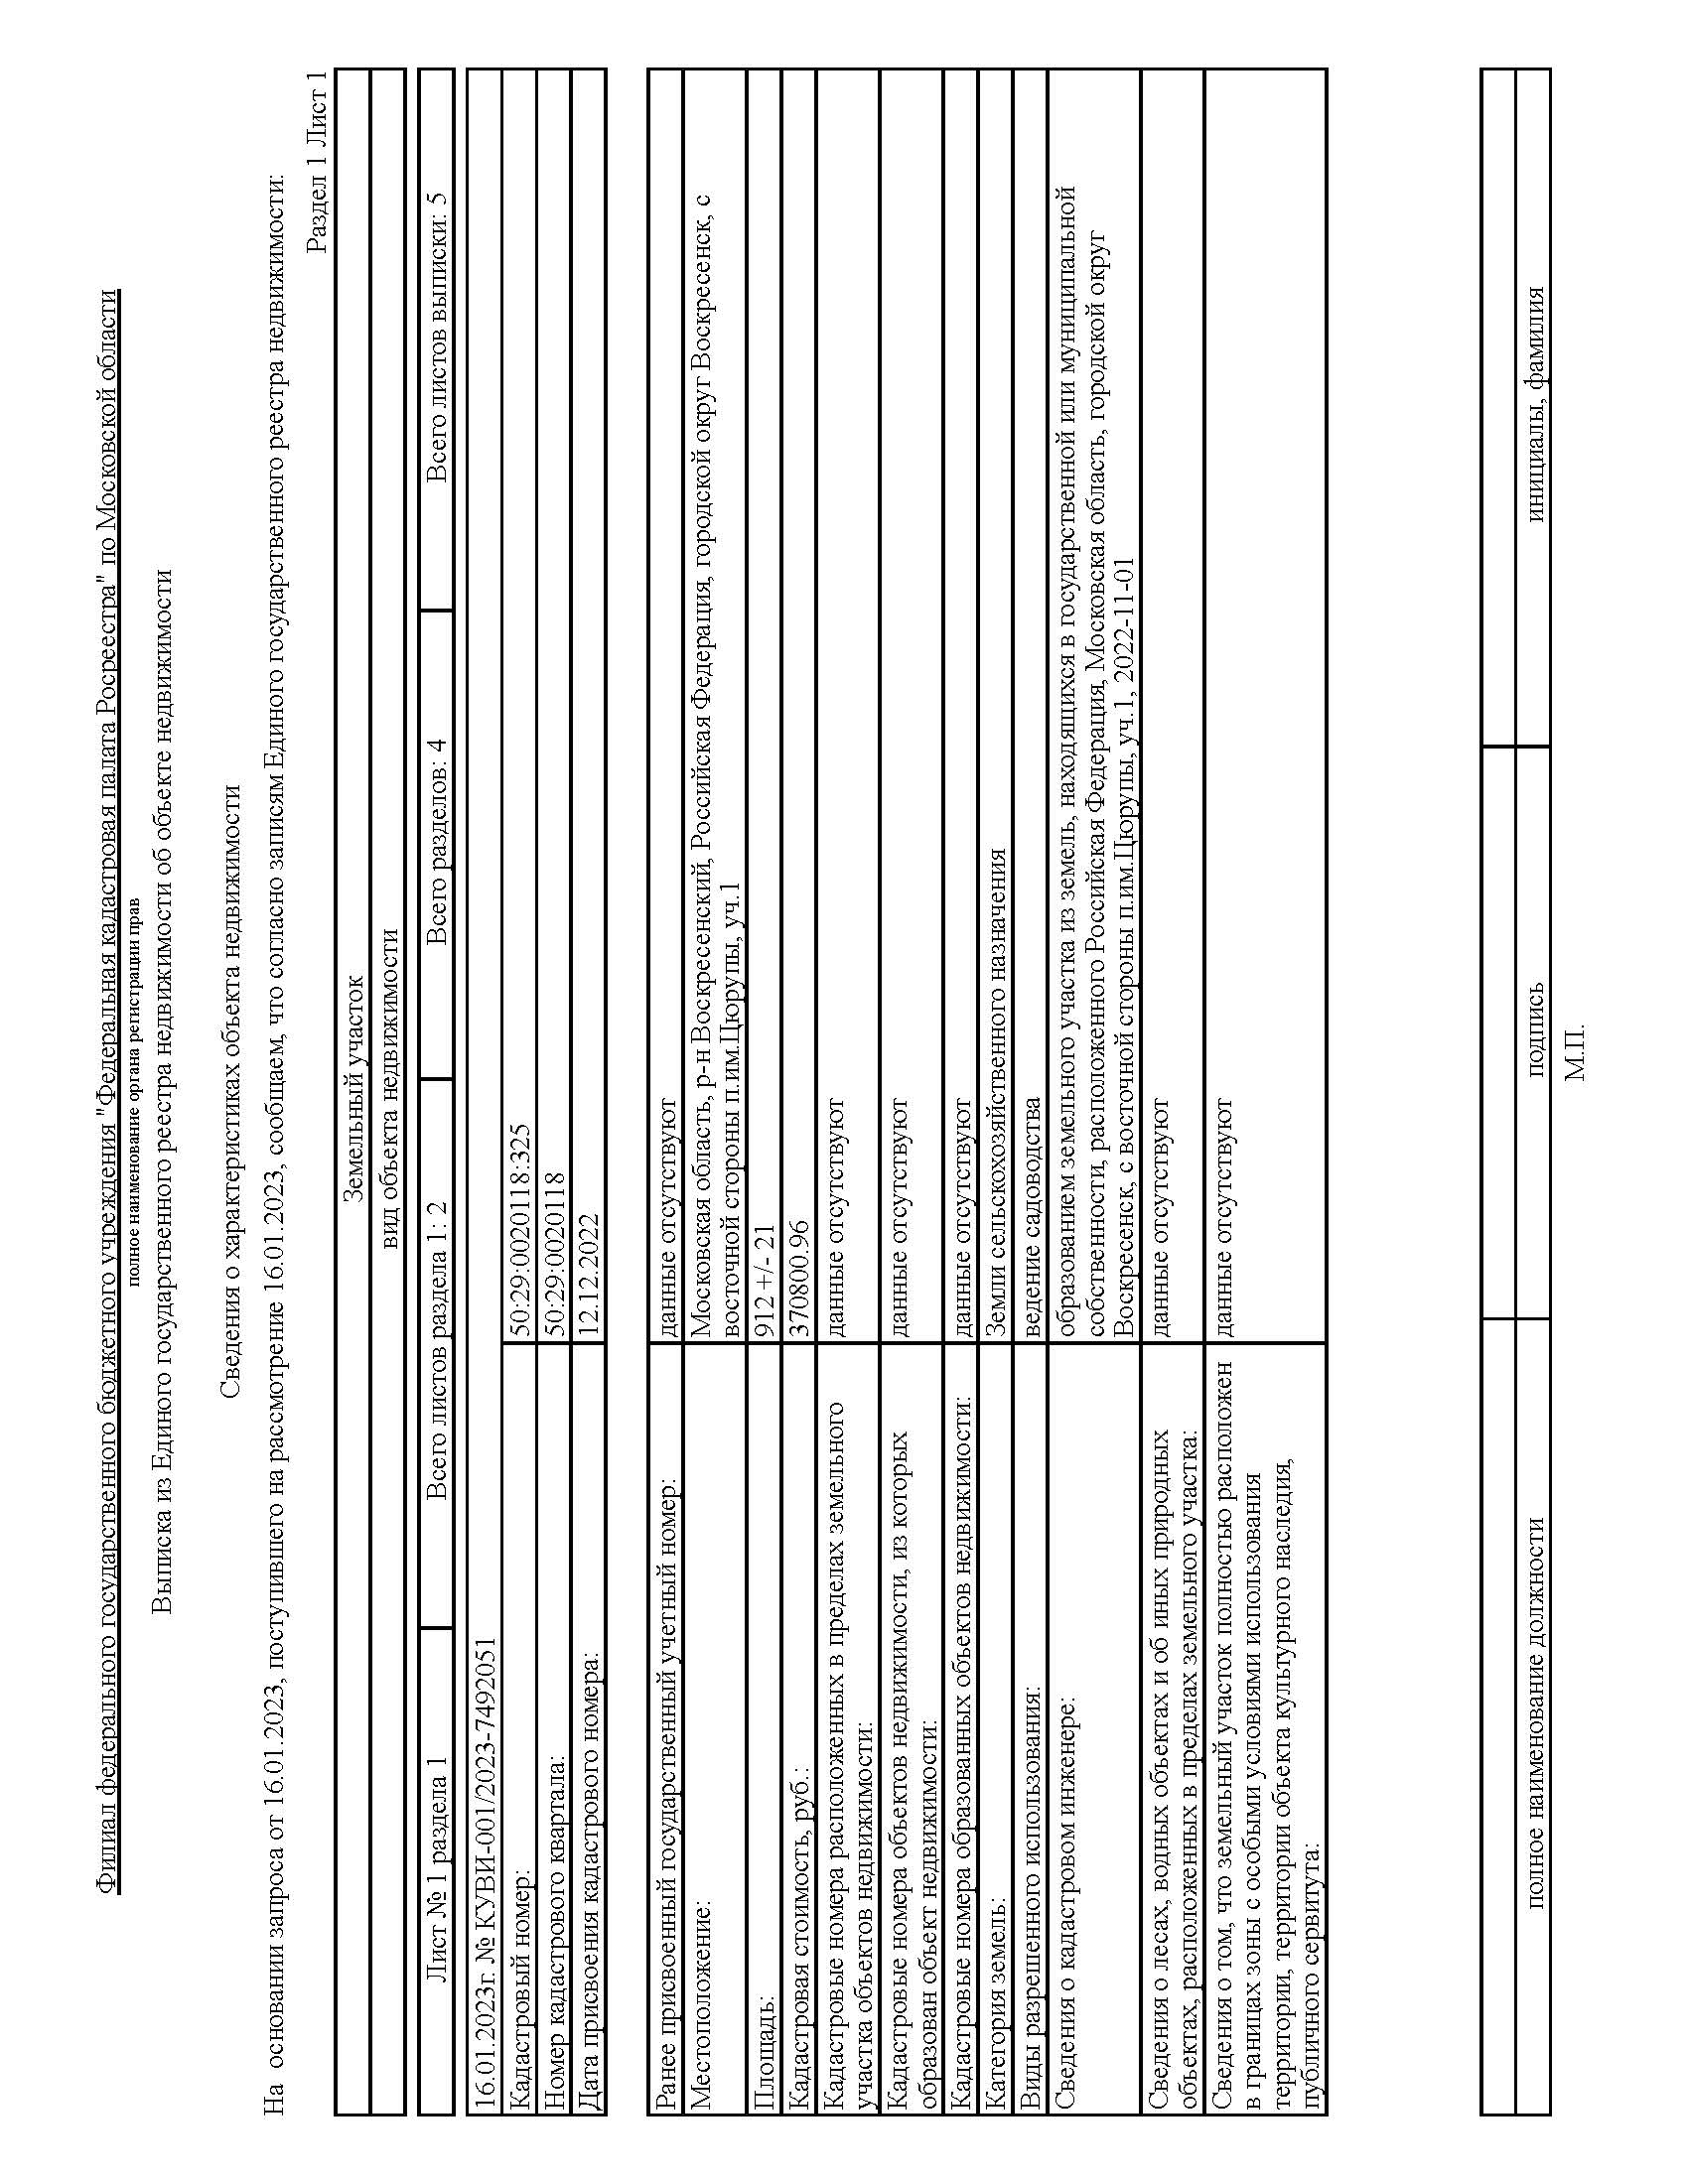 Филиал федерального государственного бюджетного учреждения "Федеральная кадастровая палата Росреестра" по Московской области
полное наименование органа регистрации прав
Выписка из Единого государственного реестра недвижимости об объекте недвижимости
Сведения о характеристиках объекта недвижимости
На основании запроса от 16.01.2023, поступившего на рассмотрение 16.01.2023, сообщаем, что согласно записям Единого государственного реестра недвижимости:
Раздел 1 Лист 1
Земельный участок
вид объекта недвижимости
Лист № 1 раздела 1 Всего листов раздела 1: 2 Всего разделов: 4 Всего листов выписки: 5
16.01.2023г. № КУВИ-001/2023-7492051
Кадастровый номер: 50:29:0020118:325
Номер кадастрового квартала: 50:29:0020118
Дата присвоения кадастрового номера: 12.12.2022
Ранее присвоенный государственный учетный номер: данные отсутствуют
Местоположение: Московская область, р-н Воскресенский, Российская Федерация, городской округ Воскресенск, с
восточной стороны п.им.Цюрупы, уч.1
Площадь: 912 +/- 21
Кадастровая стоимость, руб.: 370800.96
Кадастровые номера расположенных в пределах земельного данные отсутствуют
участка объектов недвижимости:
Кадастровые номера объектов недвижимости, из которых данные отсутствуют
образован объект недвижимости:
Кадастровые номера образованных объектов недвижимости: данные отсутствуют
Категория земель: Земли сельскохозяйственного назначения
Виды разрешенного использования: ведение садоводства
Сведения о кадастровом инженере: образованием земельного участка из земель, находящихся в государственной или муниципальной
собственности, расположенного Российская Федерация, Московская область, городской округ
Воскресенск, с восточной стороны п.им.Цюрупы, уч.1, 2022-11-01
Сведения о лесах, водных объектах и об иных природных данные отсутствуют
объектах, расположенных в пределах земельного участка:
Сведения о том, что земельный участок полностью расположен данные отсутствуют
в границах зоны с особыми условиями использования
территории, территории объекта культурного наследия,
публичного сервитута:
полное наименование должности подпись инициалы, фамилия
М.П.